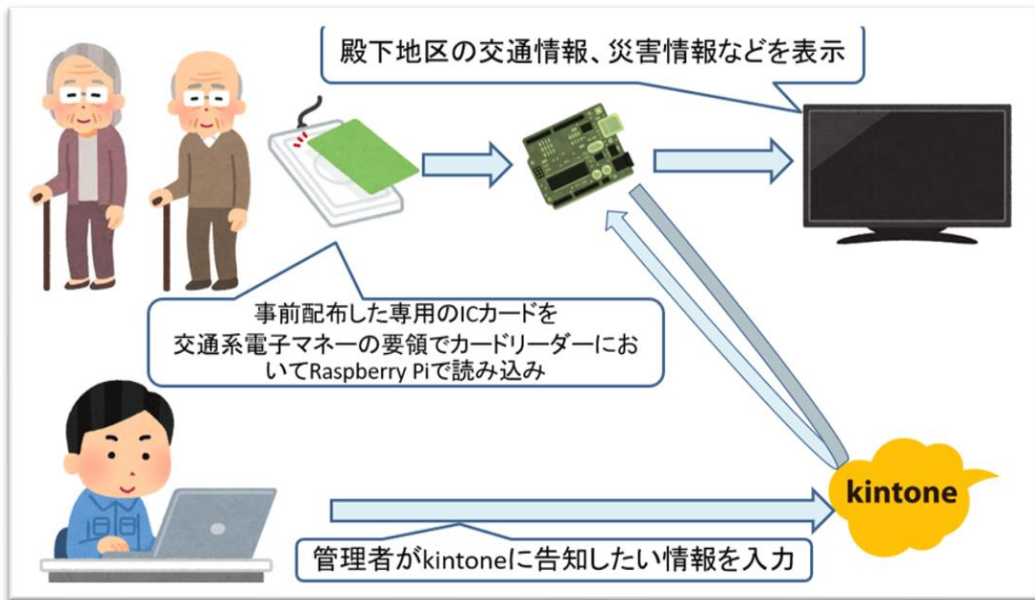 殿下地区の交通情報、災害情報などを表示
事前配布した専用のICカードを
交通系電子マネーの要領でカードリーダーにお
いてRaspberry Piで読み込み
kintone
管理者がkintoneに告知したい情報を入力